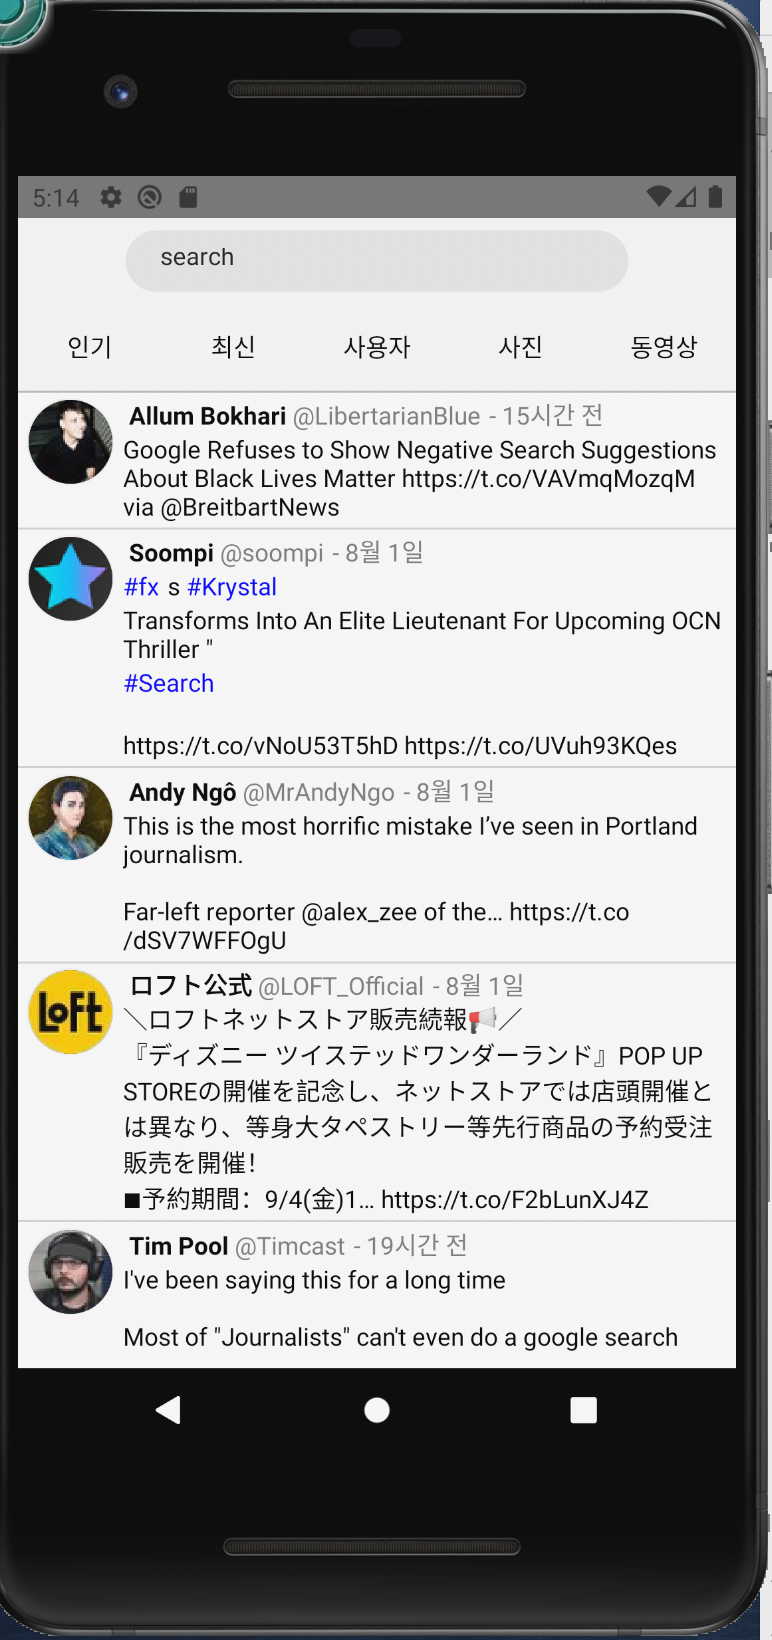 5:14
search
인기 최신 사용자 사진 동영상
Allum Bokhari @LibertarianBlue - 15시간 전
Google Refuses to Show Negative Search Suggestions
About Black Lives Matter https://t.co/VAVmqMozqM
via @BreitbartNews
Soompi @soompi - 8월 1일
#fx s #Krystal
Transforms Into An Elite Lieutenant For Upcoming OCN
Thriller "
#Search
https://t.co/vNoU53T5hD https://t.co/UVuh93KQes
Andy Ngô @MrAndyNgo - 8월 1일
This is the most horrific mistake I’ve seen in Portland
journalism.
Far-left reporter @alex_zee of the… https://t.co
/dSV7WFFOgU
Loft
ロフト公式 @LOFT_Official - 8월 1일
＼ロフトネットストア販売続報📢／
『ディズニー ツイステッドワンダーランド』POP UP
STOREの開催を記念し、ネットストアでは店頭開催と
は異なり、等身大タペストリー等先行商品の予約受注
販売を開催！
■予約期間：9/4(金)1… https://t.co/F2bLunXJ4Z
Tim Pool @Timcast - 19시간 전
I've been saying this for a long time
Most of "Journalists" can't even do a google search